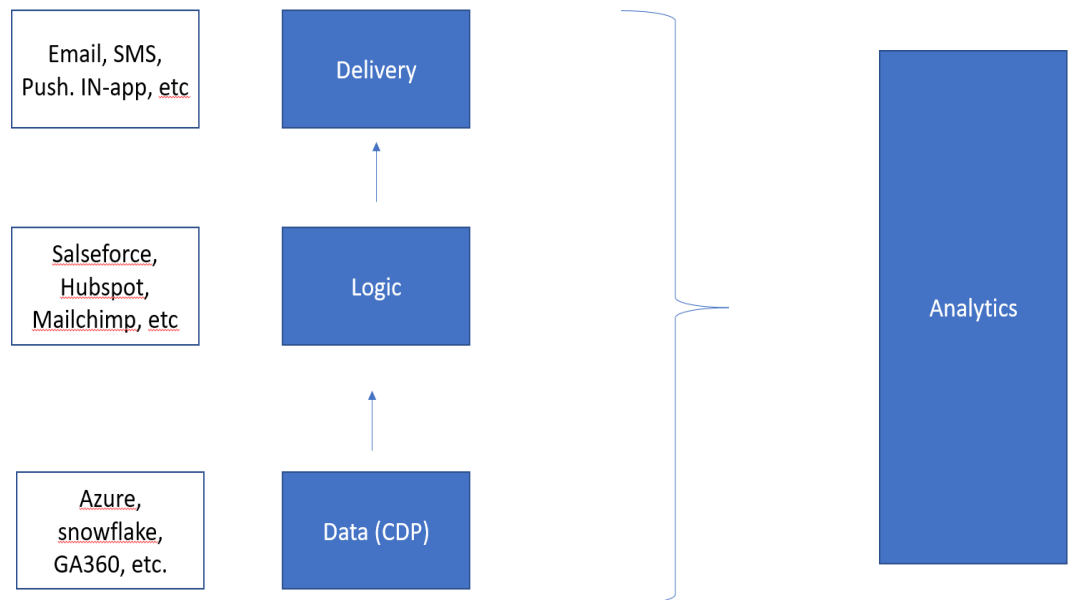 Email, SMS,
Push. IN-app, etc
Delivery
Salseforce,
Hubspot,
Mailchimp, etc
Logic
Analytics
Azure,
snowflake,
GA360, etc.
Data (CDP)